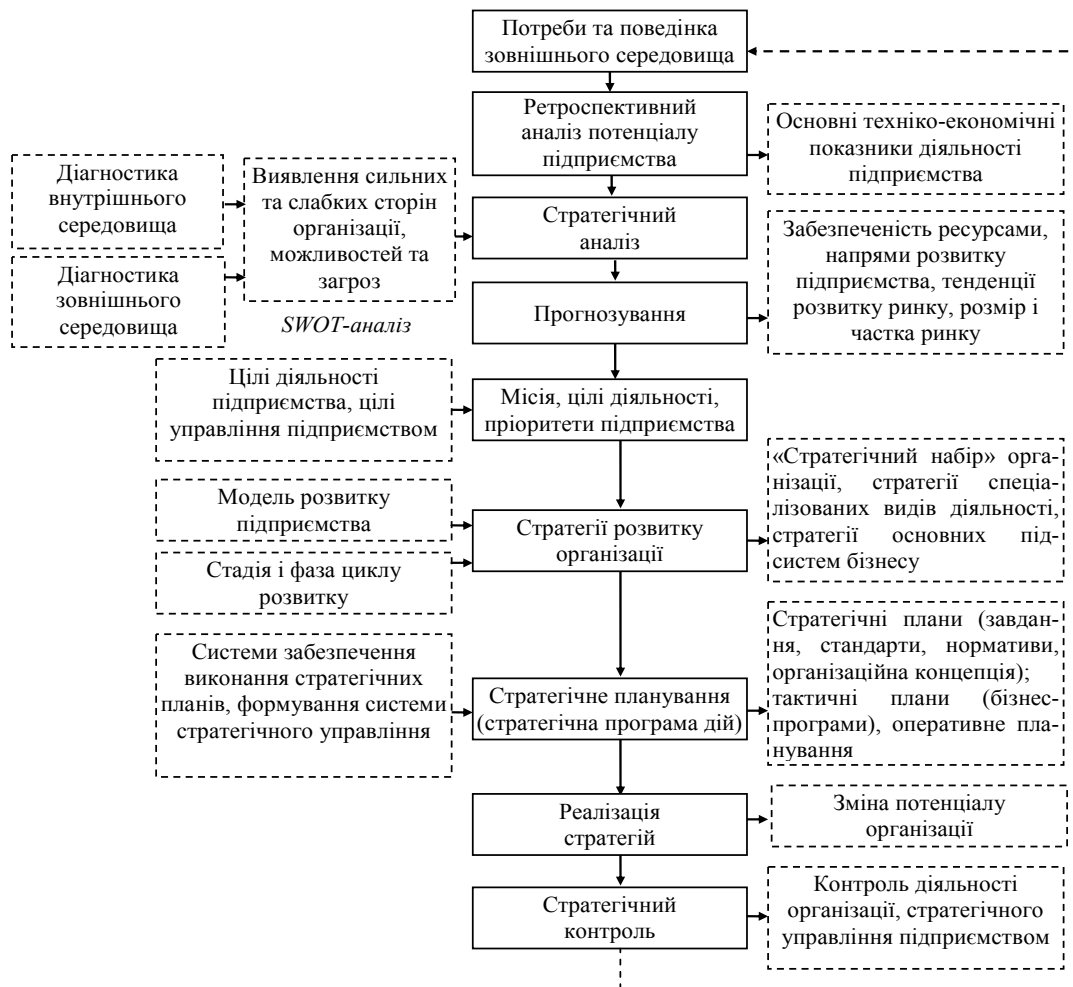 Потреби та поведінка
зовнішнього середовища
Ретроспективний
аналіз потенціалу
підприємства
Основні техніко-економічні
показники діяльності
підприємства
Діагностика
внутрішнього
середовища
Виявлення сильних
та слабких сторін
організації,
можливостей та
загроз
Стратегічний
аналіз
Діагностика
зовнішнього
середовища
SWOT-аналіз
Прогнозування
Забезпеченість ресурсами,
напрями розвитку
підприємства, тенденції
розвитку ринку, розмір і
частка ринку
Цілі діяльності
підприємства, цілі
управління підприємством
Місія, цілі діяльності,
пріоритети підприємства
Модель розвитку
підприємства
Стадія і фаза циклу
розвитку
Стратегії розвитку
організації
«Стратегічний набір» орга-
нізації, стратегії спеціа-
лізованих видів діяльності,
стратегії основних під-
систем бізнесу
Системи забезпечення
виконання стратегічних
планів, формування системи
стратегічного управління
Стратегічне планування
(стратегічна програма дій)
Стратегічні плани (завдан-
ня, стандарти, нормативи,
організаційна концепція);
тактичні плани (бізнес-
програми), оперативне пла-
нування
Реалізація
стратегій
Зміна потенціалу
організації
Стратегічний
контроль
Контроль діяльності
організації, стратегічного
управління підприємством